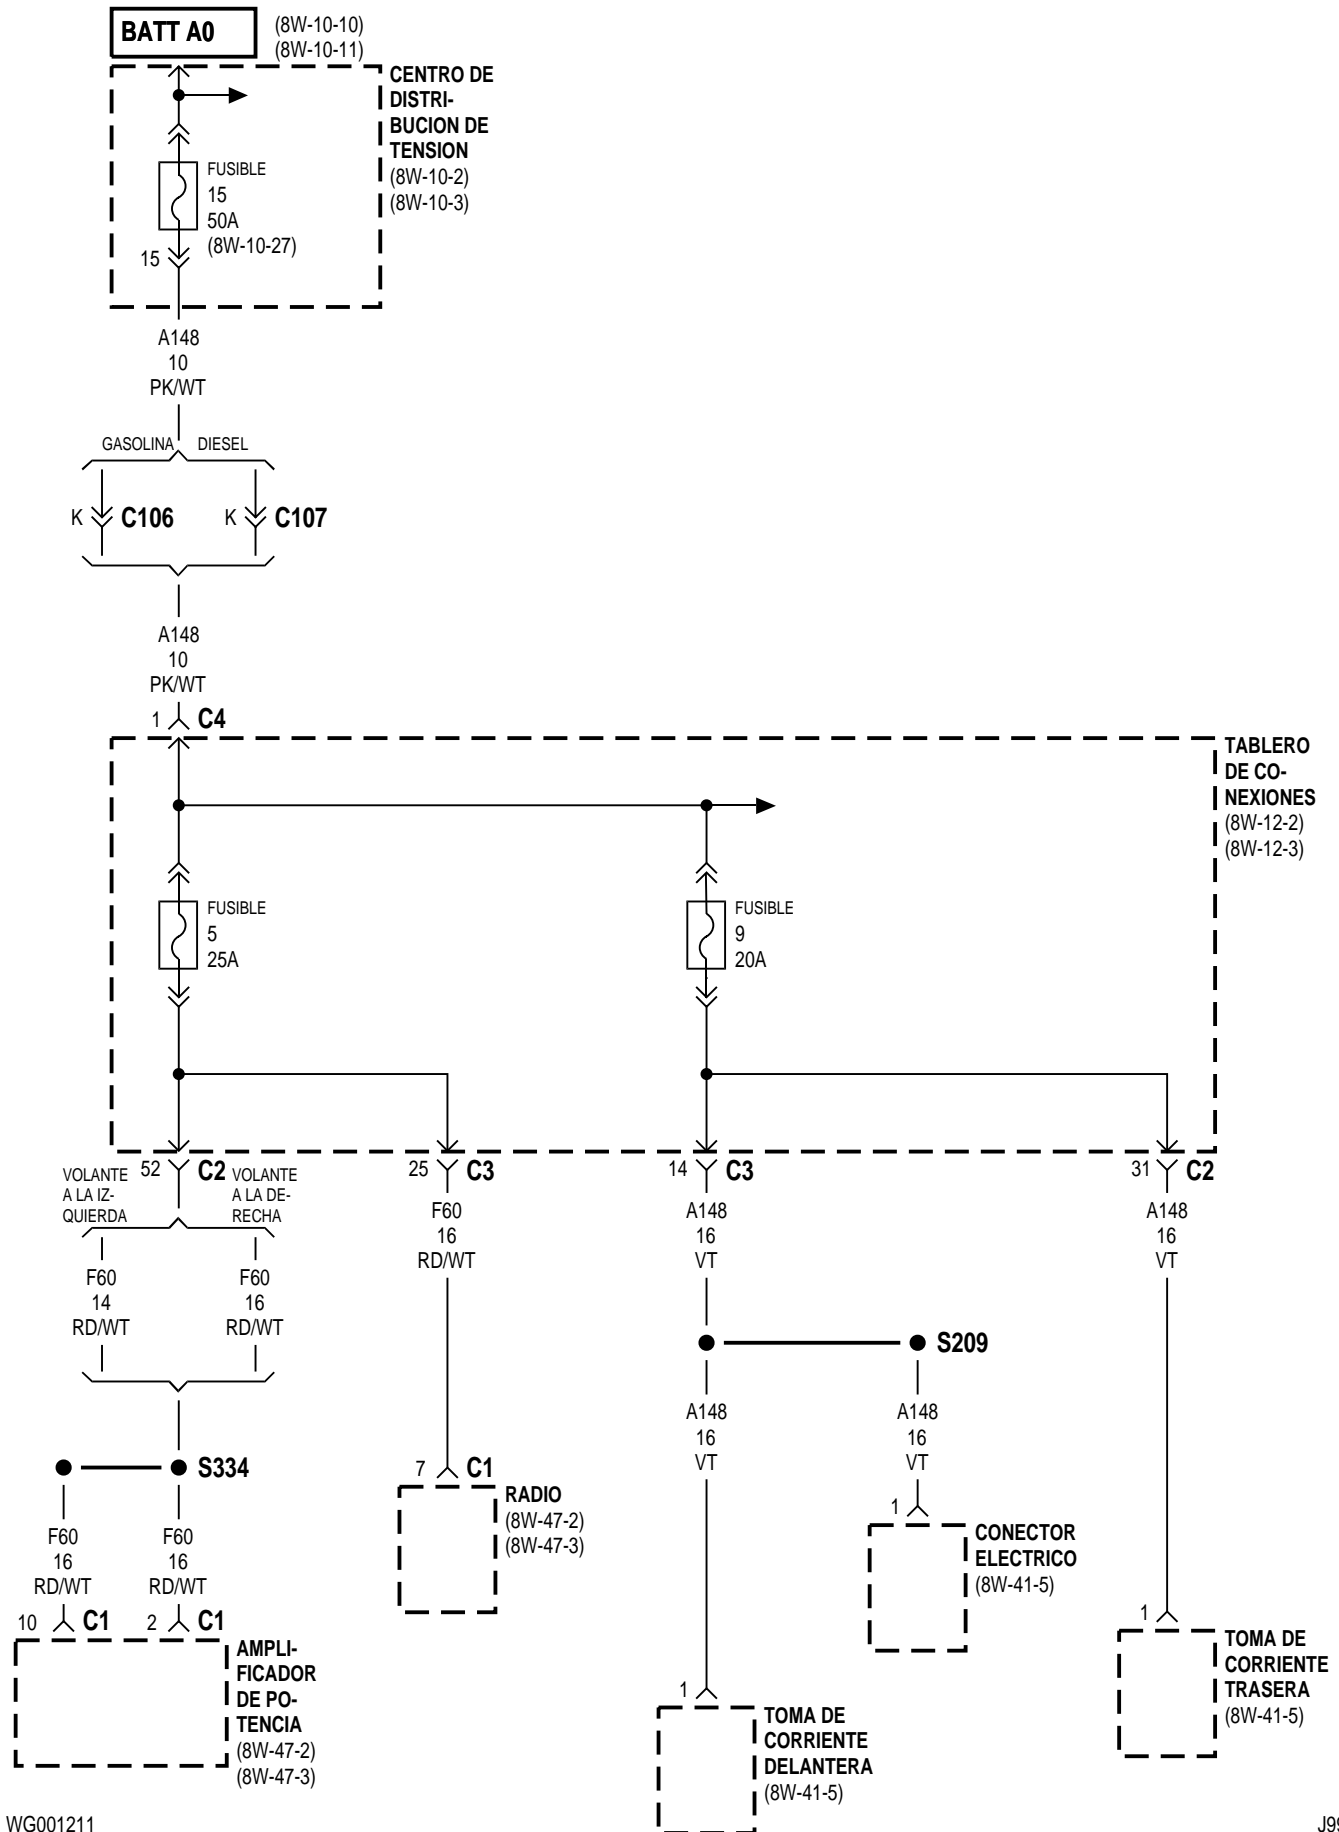 BATT A0
(8W-10-10)
(8W-10-11)
CENTRO DE
DISTRI-
BUCION DE
TENSION
(8W-10-2)
(8W-10-3)
FUSIBLE
15
50A
(8W-10-27)
15
A148
10
PK/WT
GASOLINA
DIESEL
K
C106
K
C107
A148
10
PK/WT
1
C4
TABLERO
DE CO-
NEXIONES
(8W-12-2)
(8W-12-3)
FUSIBLE
5
25A
FUSIBLE
9
20A
52
C2
25
C3
14
C3
31
C2
VOLANTE
A LA IZ-
QUIERDA
VOLANTE
A LA DE-
RECHA
F60
14
RD/WT
F60
16
RD/WT
F60
16
RD/WT
A148
16
VT
A148
16
VT
S209
A148
16
VT
A148
16
VT
S334
F60
16
RD/WT
F60
16
RD/WT
7
C1
RADIO
(8W-47-2)
(8W-47-3)
1
CONECTOR
ELECTRICO
(8W-41-5)
10
C1
2
C1
AMPLI-
FICADOR
DE PO-
TENCIA
(8W-47-2)
(8W-47-3)
1
TOMA DE
CORRIENTE
DELANTERA
(8W-41-5)
1
TOMA DE
CORRIENTE
TRASERA
(8W-41-5)
WG001211